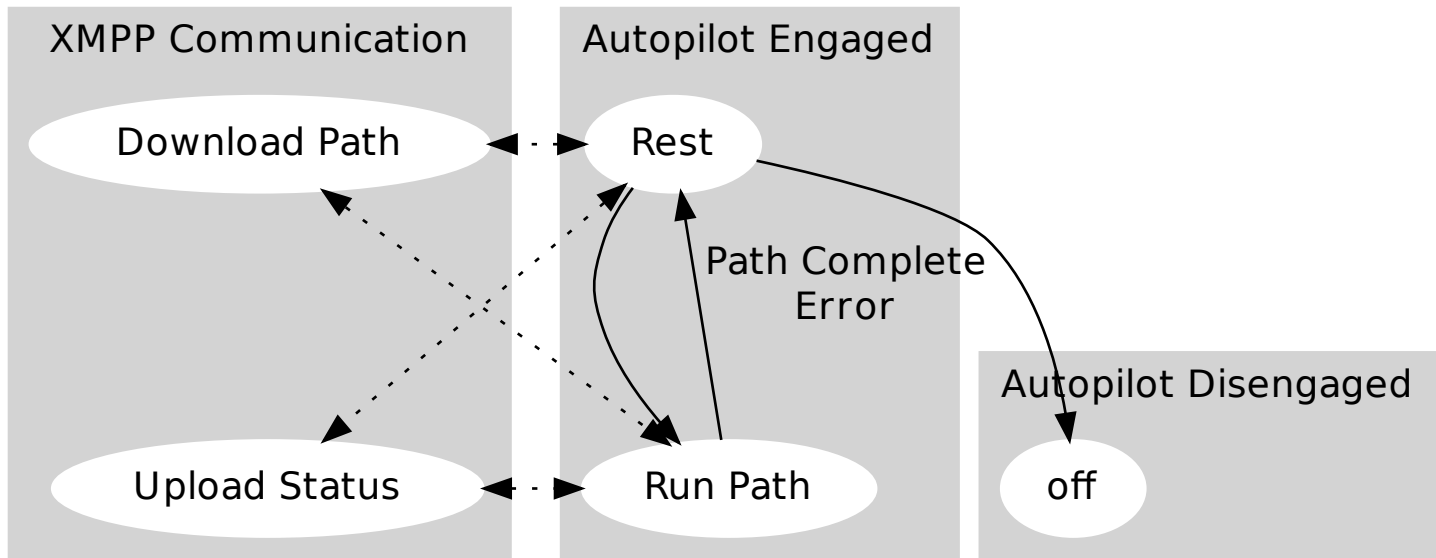 XMPP Communication
Autopilot Engaged
Download Path
Rest
Path Complete
Error
Autopilot Disengaged
Upload Status
Run Path
off